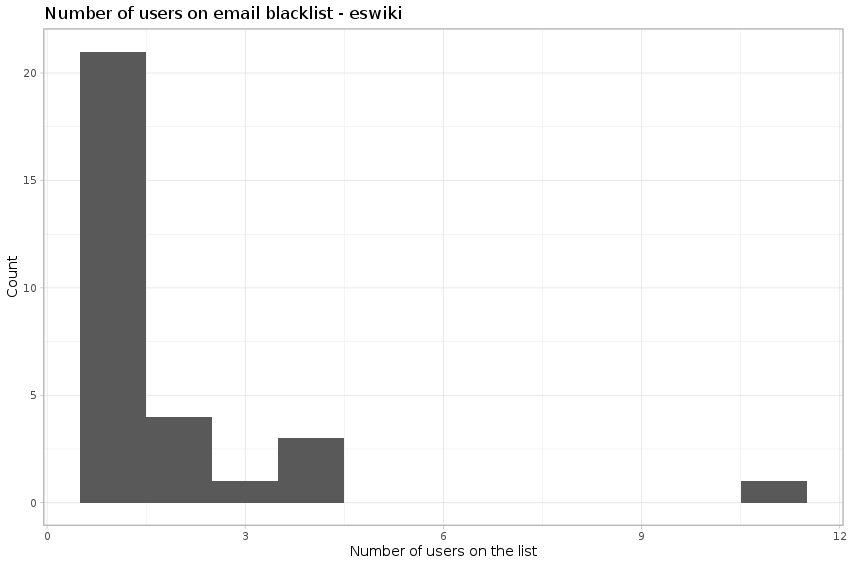 Number of users on email blacklist - eswiki
20
15
10
5
0
Count
0 3 6 9 12
Number of users on the list